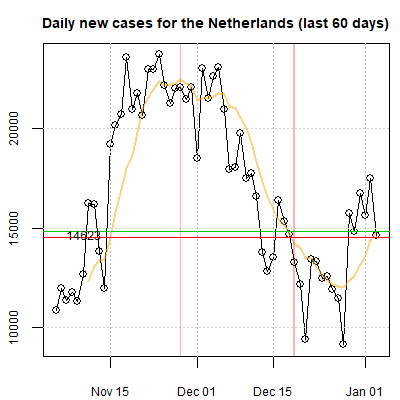 Daily new cases for the Netherlands (last 60 days)
20000
15000
10000
14623
Nov 15
Dec 01
Dec 15
Jan 01